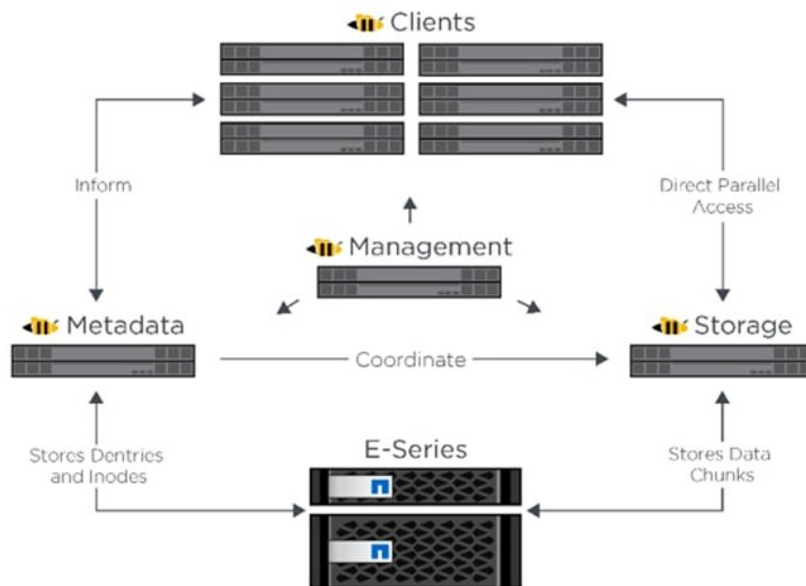 Clients
Inform
Direct Parallel
Access
Management
Metadata
Storage
Coordinate
Stores Dentries
and Inodes
E-Series
Stores Data
Chunks